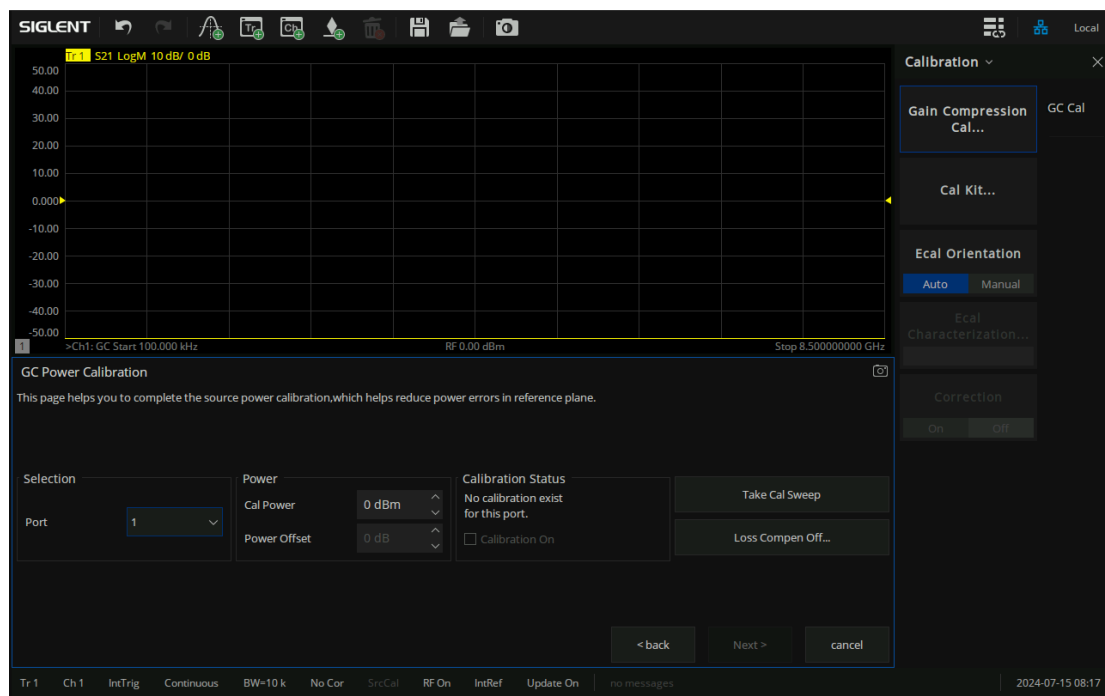 SIGLENT
Local
Tr 1 S21 LogM 10 dB/ 0 dB
50.00
40.00
30.00
20.00
10.00
0.000
-10.00
-20.00
-30.00
-40.00
-50.00
1 >Ch1: GC Start 100.000 kHz RF 0.00 dBm Stop 8.500000000 GHz
Calibration
Gain Compression
Cal...
GC Cal
Cal Kit...
Ecal Orientation
Auto Manual
Ecal
Characterization...
Correction
On Off
GC Power Calibration
This page helps you to complete the source power calibration,which helps reduce power errors in reference plane.
Selection
Port 1
Power
Cal Power 0 dBm
Power Offset 0 dB
Calibration Status
No calibration exist
for this port.
Calibration On
Take Cal Sweep
Loss Compen Off...
< back Next > cancel
Tr 1 Ch 1 IntTrig Continuous BW=10 k No Cor SrcCal RF On IntRef Update On no messages 2024-07-15 08:17